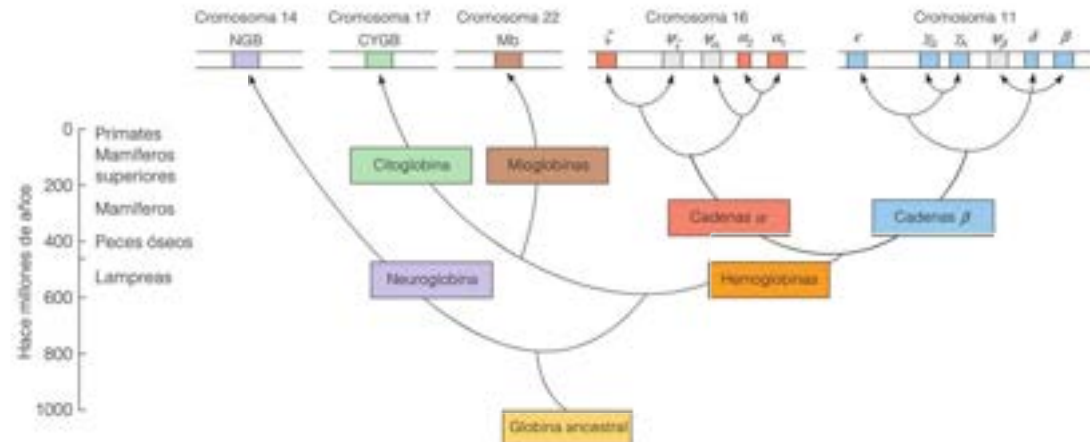 Cromosoma 14 Cromosoma 17 Cromosoma 22 Cromosoma 16 Cromosoma 11
NGB CYGB Mb ζ ψζ ψα α2 α1 ϵ γG γA ψβ δ β
0
200
400
600
800
1000
Hace millones de años
Primates
Mamíferos
superiores
Mamíferos
Peces óseos
Lampreas
Citoglobina Mioglobinas
Cadenas α Cadenas β
Neuroglobina Hemoglobinas
Globina ancestral